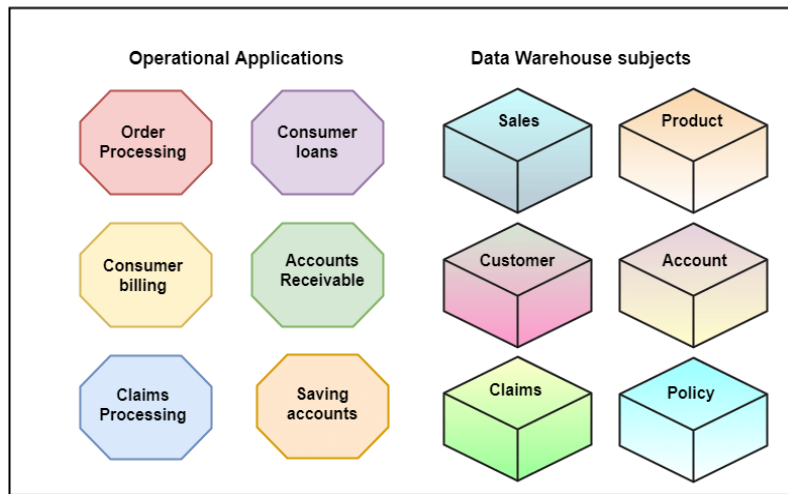 Operational Applications
Data Warehouse subjects
Order
Processing
Consumer
loans
Sales
Product
Consumer
billing
Accounts
Receivable
Customer
Account
Claims
Processing
Saving
accounts
Claims
Policy